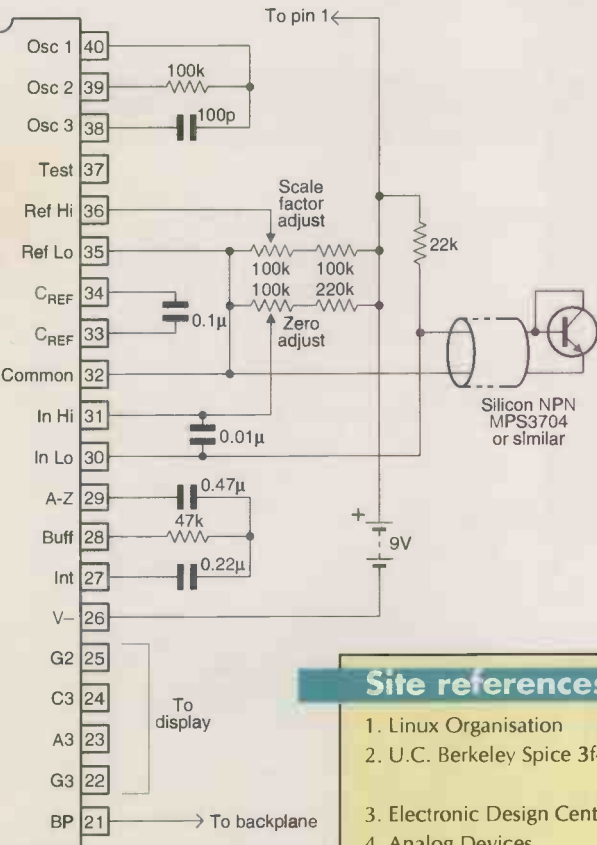 To pin 1
Osc 1 40
Osc 2 39
100k
Osc 3 38
100p
Test 37
Ref Hi 36
Scale
factor
adjust
Ref Lo 35
100k 100k
22k
CREF 34
100k 220k
0.1µ
CREF 33
Zero
adjust
Common 32
In Hi 31
0.01µ
In Lo 30
Silicon NPN
MPS3704
or similar
A-Z 29
0.47µ
Buff 28
47k
Int 27
0.22µ
+
9V
V– 26
G2 25
C3 24
To
display
A3 23
G3 22
BP 21
To backplane
Site references
1. Linux Organisation
2. U.C. Berkeley Spice
3. Electronic Design
4. Analog Devices